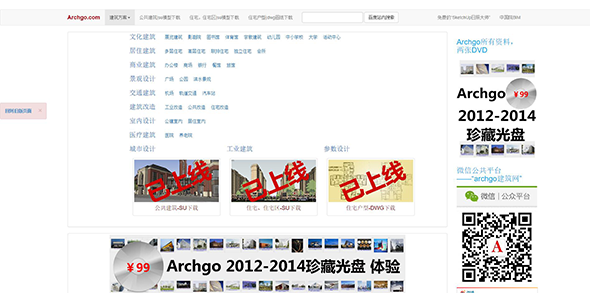 Archgo.com 建筑方案 公共建筑su模型下载 住宅，住宅区su模型下载 住宅户型dwg图纸下载 百度站内搜索 免费的"Sketchup日照大师" 中国BIM
文化建筑 景览建筑 影剧院 图书馆 体育馆 宗教建筑 幼儿园 中小学校 大学 活动中心
居住建筑 多层住宅 高层住宅 联排住宅 独立住宅 会所
商业建筑 办公楼 商场 银行 餐馆 宾馆
景观设计 广场 公园 滨水景观
交通建筑 机场 轨道交通 汽车站
建筑改造 工业改造 公共改造 住宅改造
室内设计 公建室内 居住室内
医疗建筑 医院 养老院
城市设计 工业建筑 参数设计
已上线 已上线 已上线
公共建筑-SU下载 住宅，住宅区-SU下载 住宅户型-DWG下载
￥99 Archgo 2012-2014珍藏光盘 体验
Archgo所有资料，
两张DVD
Archgo ￥99
2012-2014
珍藏光盘
微信公共平台
——"archgo建筑网"
微信 | 公众平台
A